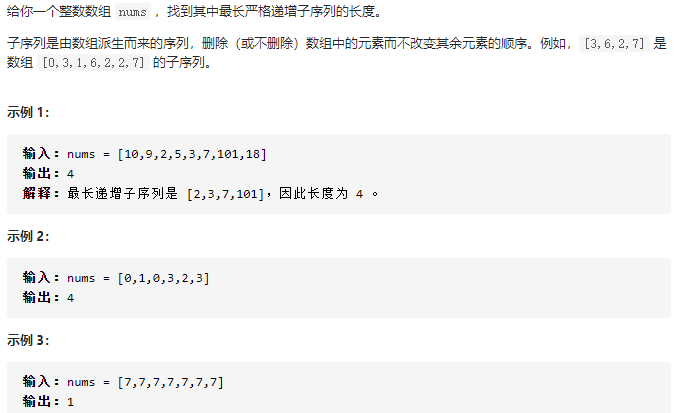 给你一个整数数组 nums ，找到其中最长严格递增子序列的长度。
子序列是由数组派生而来的序列，删除（或不删除）数组中的元素而不改变其余元素的顺序。例如，[3,6,2,7] 是
数组 [0,3,1,6,2,2,7] 的子序列。
示例 1：
输入：nums = [10,9,2,5,3,7,101,18]
输出：4
解释：最长递增子序列是 [2,3,7,101]，因此长度为 4 。
示例 2：
输入：nums = [0,1,0,3,2,3]
输出：4
示例 3：
输入：nums = [7,7,7,7,7,7,7]
输出：1